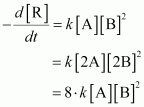 -d[R]/dt = k[A][B]²
= k[2A][2B]²
= 8·k[A][B]²